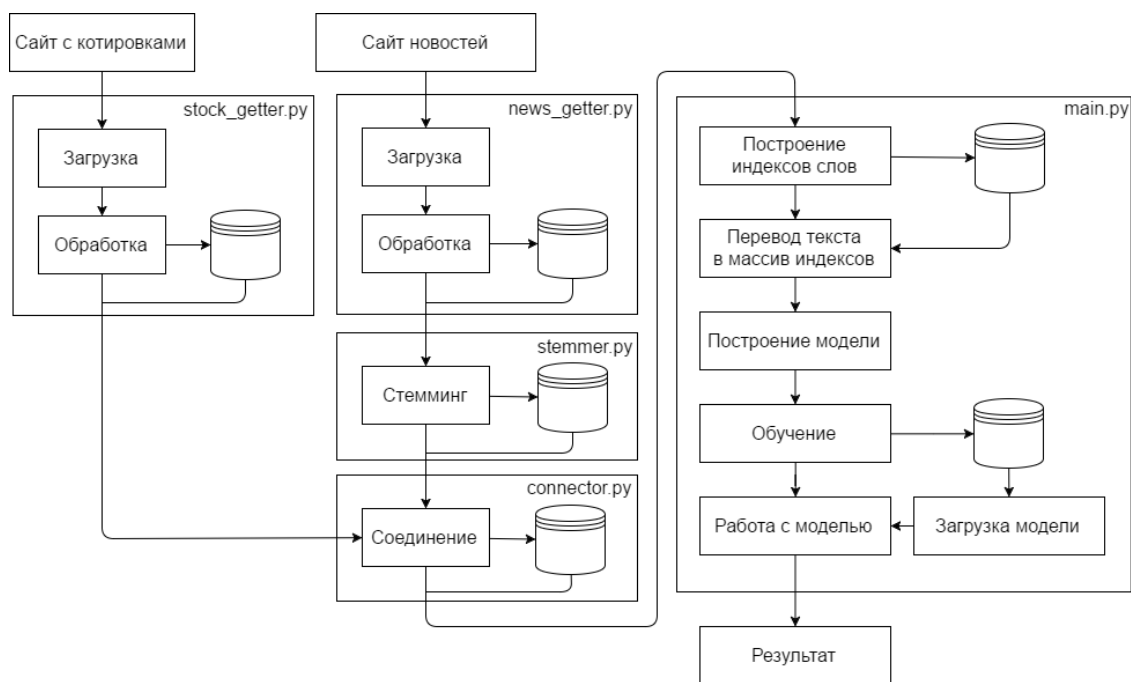 Сайт с котировками
Сайт новостей
stock_getter.py
Загрузка
Обработка
news_getter.py
Загрузка
Обработка
stemmer.py
Стемминг
connector.py
Соединение
main.py
Построение
индексов слов
Перевод текста
в массив индексов
Построение модели
Обучение
Работа с моделью
Загрузка модели
Результат